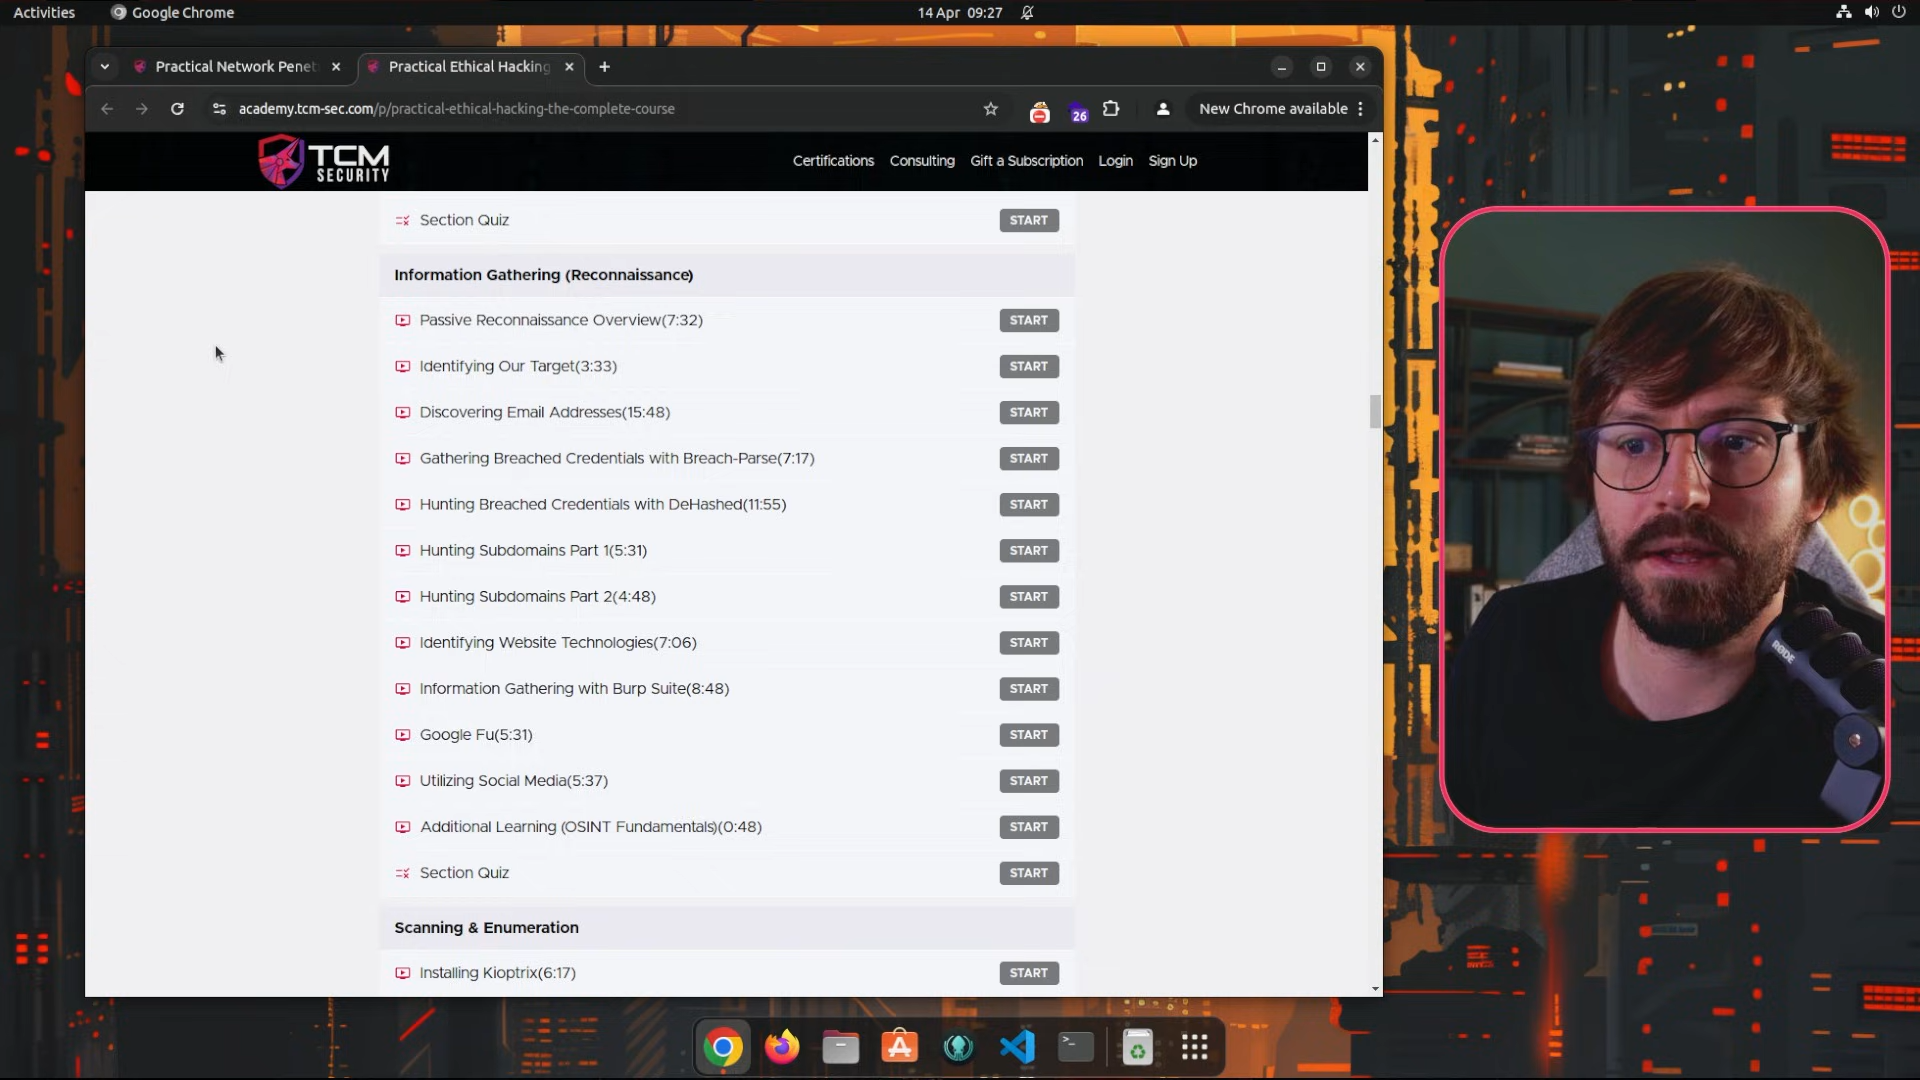 Activities
Google Chrome
14 Apr 09:27
Practical Network Penet
Practical Ethical Hacking
academy.tcm-sec.com/p/practical-ethical-hacking-the-complete-course
26
New Chrome available
TCM
SECURITY
Certifications
Consulting
Gift a Subscription
Login
Sign Up
Section Quiz
START
Information Gathering (Reconnaissance)
Passive Reconnaissance Overview(7:32)
START
Identifying Our Target(3:33)
START
Discovering Email Addresses(15:48)
START
Gathering Breached Credentials with Breach-Parse(7:17)
START
Hunting Breached Credentials with DeHashed(11:55)
START
Hunting Subdomains Part 1(5:31)
START
Hunting Subdomains Part 2(4:48)
START
Identifying Website Technologies(7:06)
START
Information Gathering with Burp Suite(8:48)
START
Google Fu(5:31)
START
Utilizing Social Media(5:37)
START
Additional Learning (OSINT Fundamentals)(0:48)
START
Section Quiz
START
Scanning & Enumeration
Installing Kioptrix(6:17)
START
RØDE